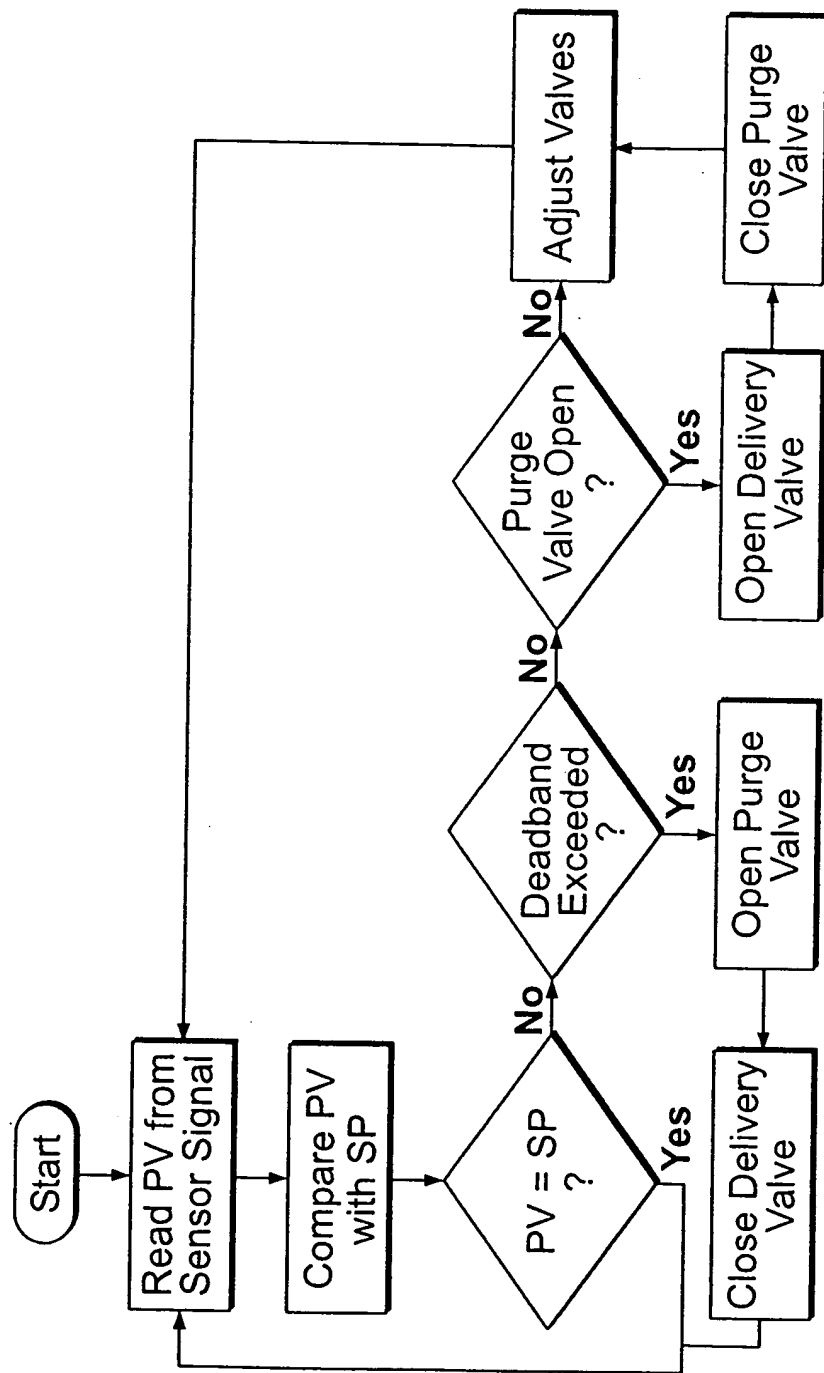 Start
Read PV from
Sensor Signal
Compare PV
with SP
PV = SP
?
No
Yes
Deadband
Exceeded
?
No
Yes
Purge
Valve Open
?
No
Yes
Adjust Valves
Close Delivery
Valve
Open Purge
Valve
Open Delivery
Valve
Close Purge
Valve